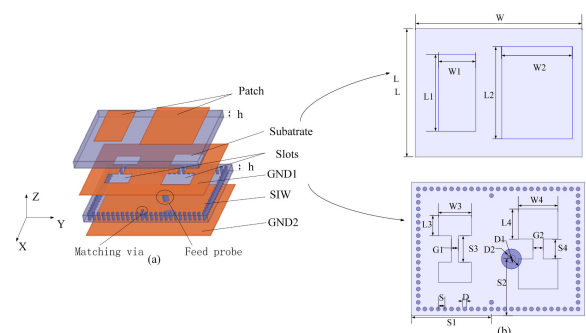 Patch
h
Subatrate
Slots
h
GND1
SIW
GND2
Z
Y
X
Matching via
Feed probe
(a)
W
L
L
W1
W2
L1
L2
W3
W4
L3
L4
G1
S3
D1
D2
G2
S4
S2
S
D
S1
(b)